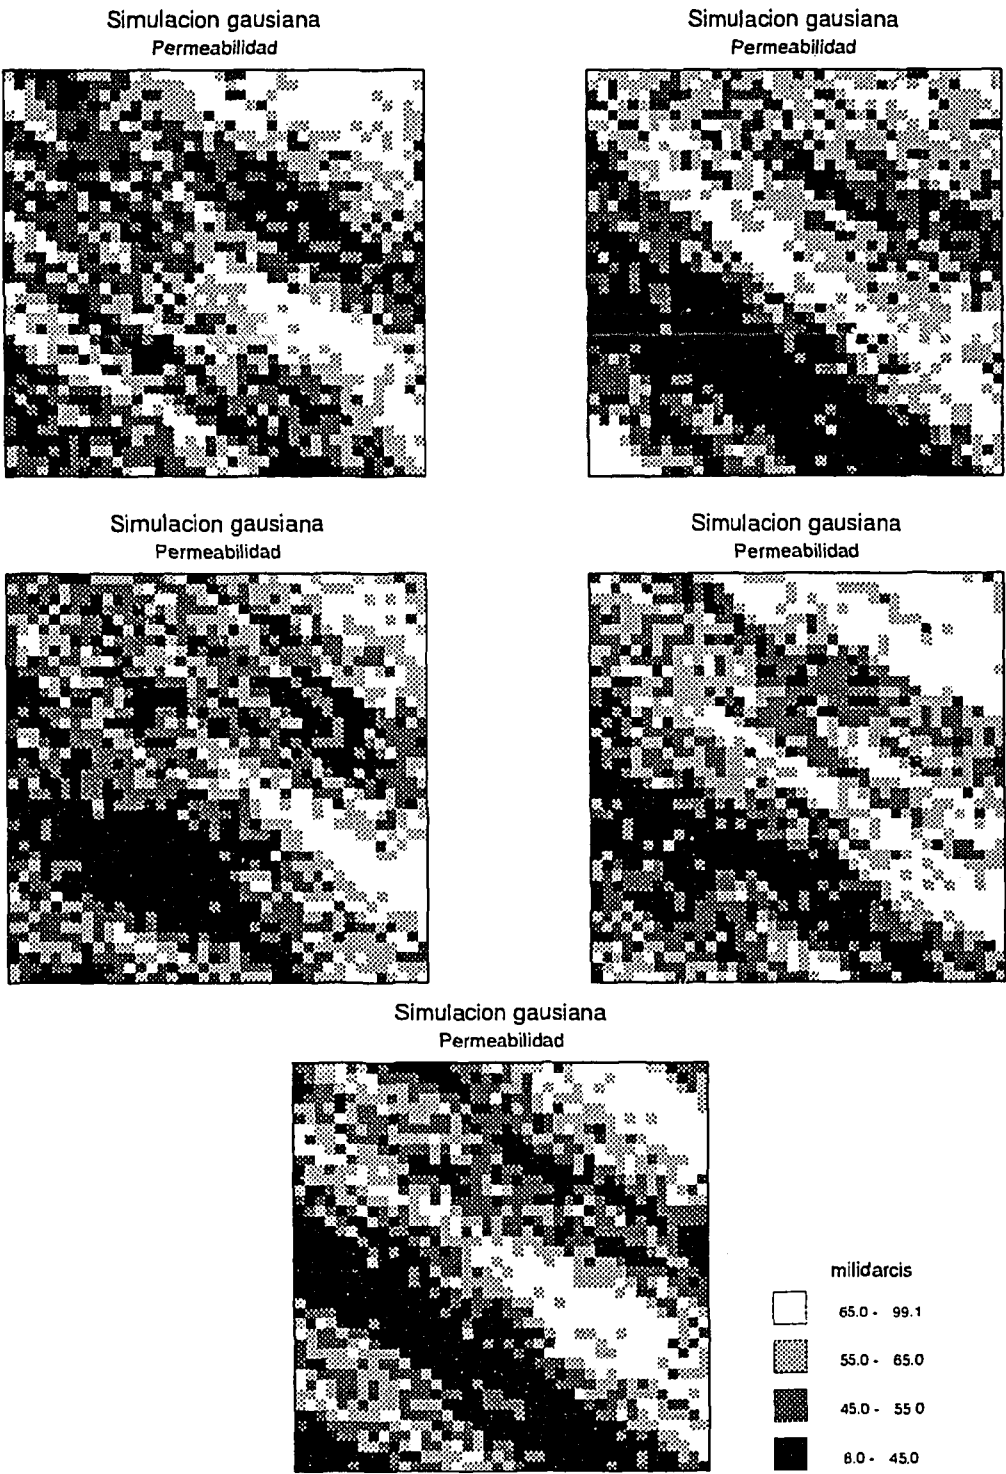 Simulacion gausiana
Permeabilidad
Simulacion gausiana
Permeabilidad
Simulacion gausiana
Permeabilidad
Simulacion gausiana
Permeabilidad
Simulacion gausiana
Permeabilidad
milidarcis
65.0 - 99.1
55.0 - 65.0
45.0 - 55 0
8.0 - 45.0